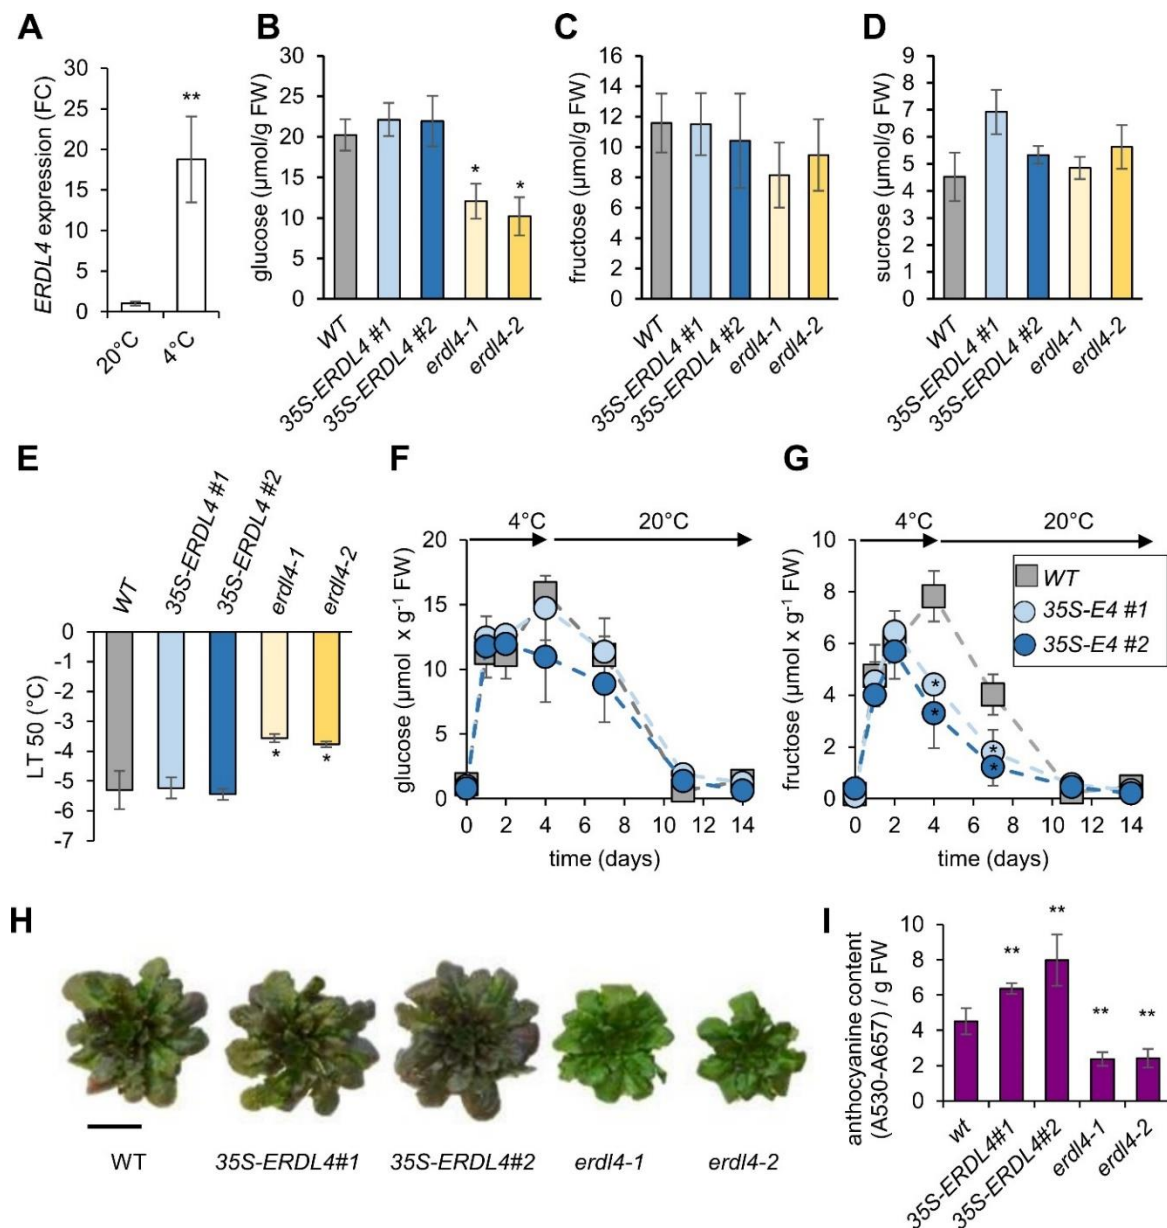 A
ERDL4 expression (FC)
30
25
20
15
10
5
0
**
20°C
4°C
B
glucose (µmol/g FW)
30
25
20
15
10
5
0
*
*
WT
35S-ERDL4 #1
35S-ERDL4 #2
erdl4-1
erdl4-2
C
fructose (µmol/g FW)
16
14
12
10
8
6
4
2
0
WT
35S-ERDL4 #1
35S-ERDL4 #2
erdl4-1
erdl4-2
D
sucrose (µmol/g FW)
9
8
7
6
5
4
3
2
1
0
WT
35S-ERDL4 #1
35S-ERDL4 #2
erdl4-1
erdl4-2
E
WT
35S-ERDL4 #1
35S-ERDL4 #2
erdl4-1
erdl4-2
LT 50 (°C)
0
-1
-2
-3
-4
-5
-6
-7
*
*
F
4°C
20°C
glucose (µmol x g⁻¹ FW)
20
15
10
5
0
0 2 4 6 8 10 12 14
time (days)
G
4°C
20°C
fructose (µmol x g⁻¹ FW)
10
8
6
4
2
0
*
*
*
*
0 2 4 6 8 10 12 14
time (days)
WT
35S-E4 #1
35S-E4 #2
H
WT
35S-ERDL4#1
35S-ERDL4#2
erdl4-1
erdl4-2
I
anthocyanine content
(A530-A657) / g FW
10
8
6
4
2
0
**
**
**
**
wt
35S-ERDL4#1
35S-ERDL4#2
erdl4-1
erdl4-2